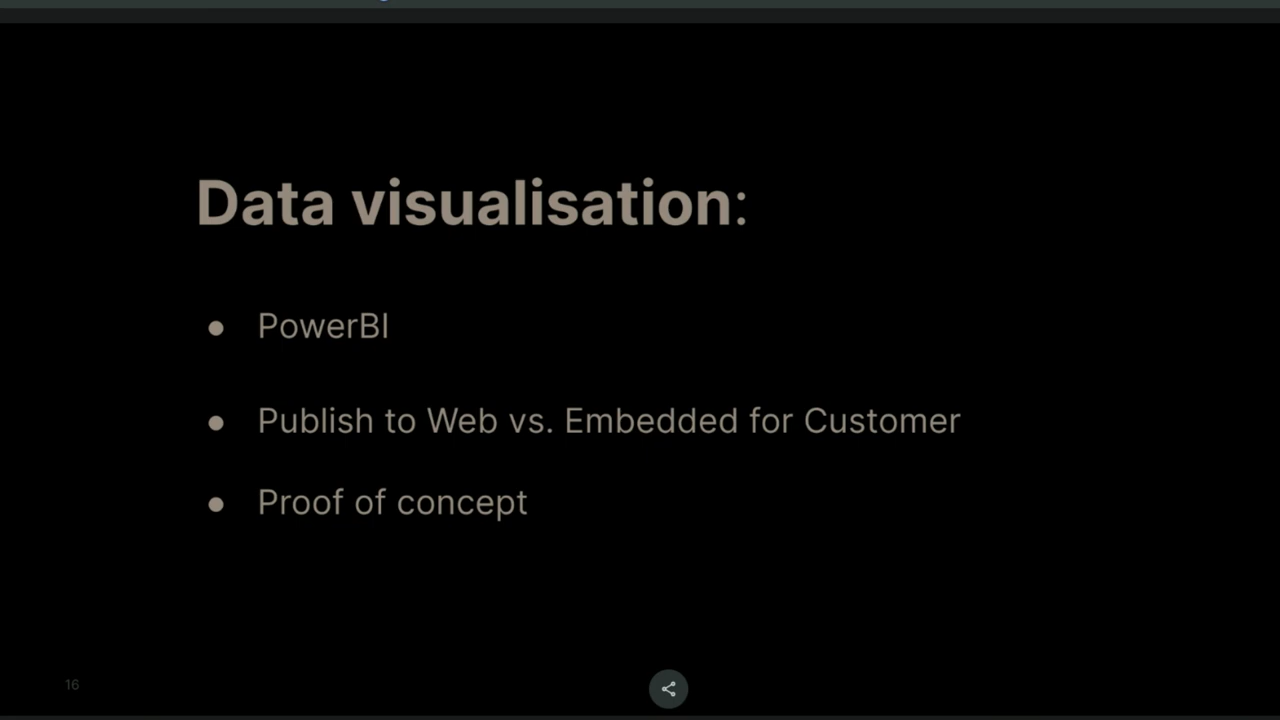 Data visualisation:
● PowerBI
● Publish to Web vs. Embedded for Customer
● Proof of concept
16